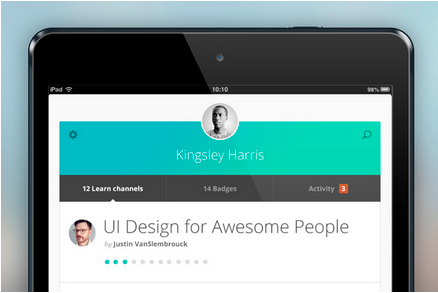 iPad 10:10 98%
Kingsley Harris
12 Learn channels 14 Badges Activity 3
UI Design for Awesome People
by Justin VanSlembrouck